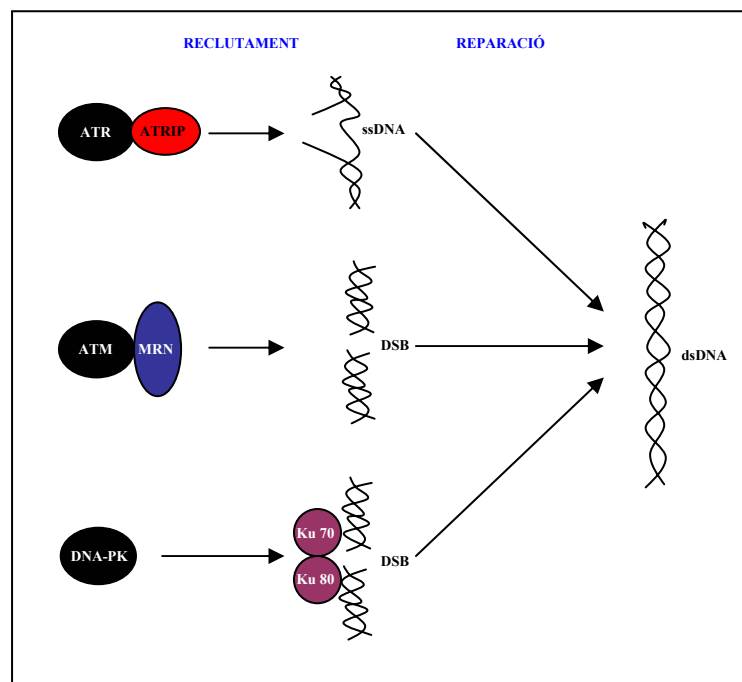 RECLUTAMENT
REPARACIÓ
ATR
ATRIP
ssDNA
ATM
MRN
DSB
dsDNA
DNA-PK
Ku 70
Ku 80
DSB